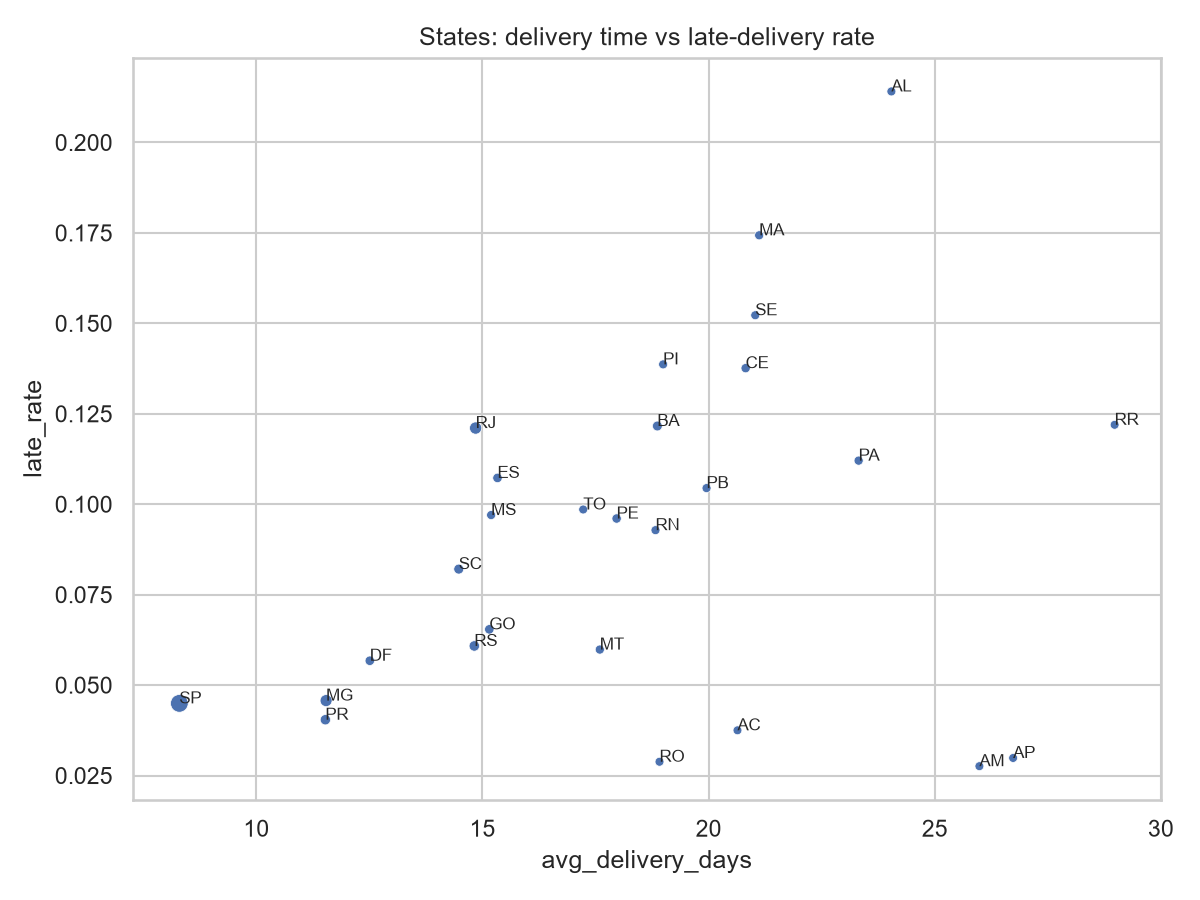 States: delivery time vs late-delivery rate
AL
0.200
MA
0.175
SE
0.150
PI
CE
0.125
RJ
BA
RR
PA
ES
PB
late_rate
0.100
MS
TO
PE
RN
SC
0.075
GO
RS
MT
DF
0.050
SP
MG
PR
AC
RO
AM
AP
0.025
10
15
20
25
30
avg_delivery_days